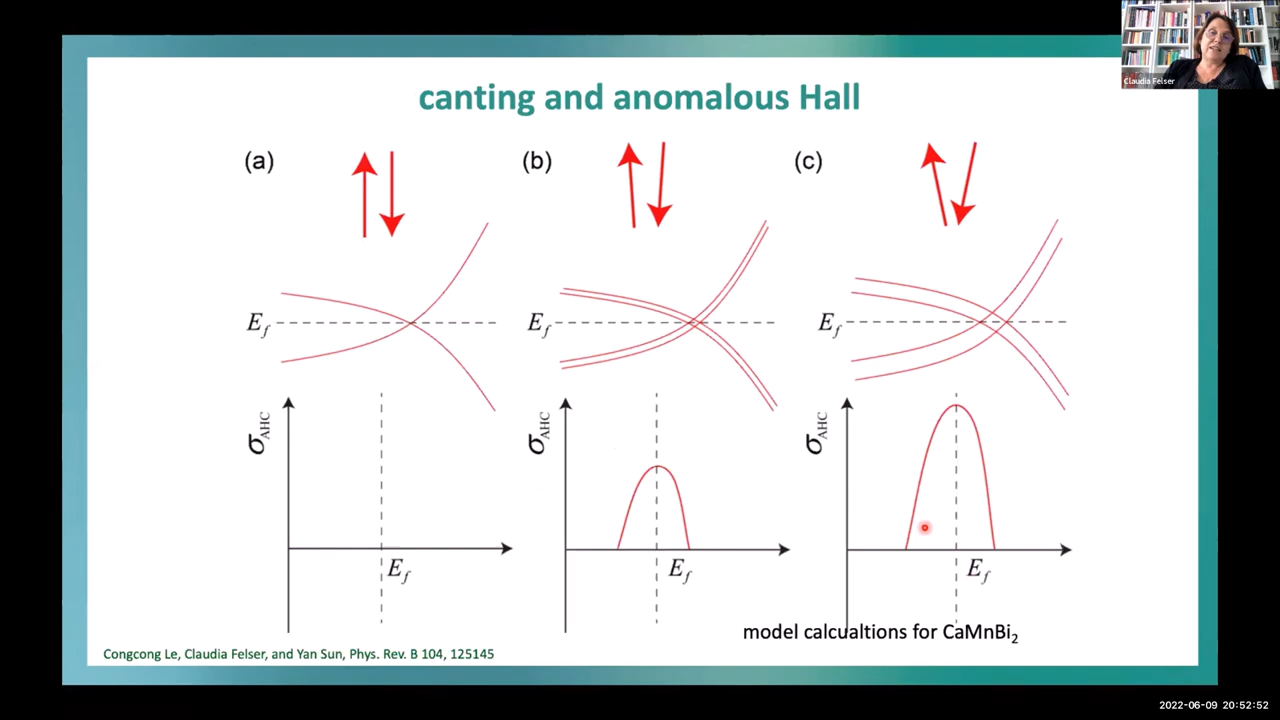 Claudia Felser
canting and anomalous Hall
(a)
(b)
(c)
E_f
E_f
E_f
σ_AHC
σ_AHC
σ_AHC
E_f
E_f
E_f
model calcualtions for CaMnBi₂
Congcong Le, Claudia Felser, and Yan Sun, Phys. Rev. B 104, 125145
2022-06-09 20:52:52